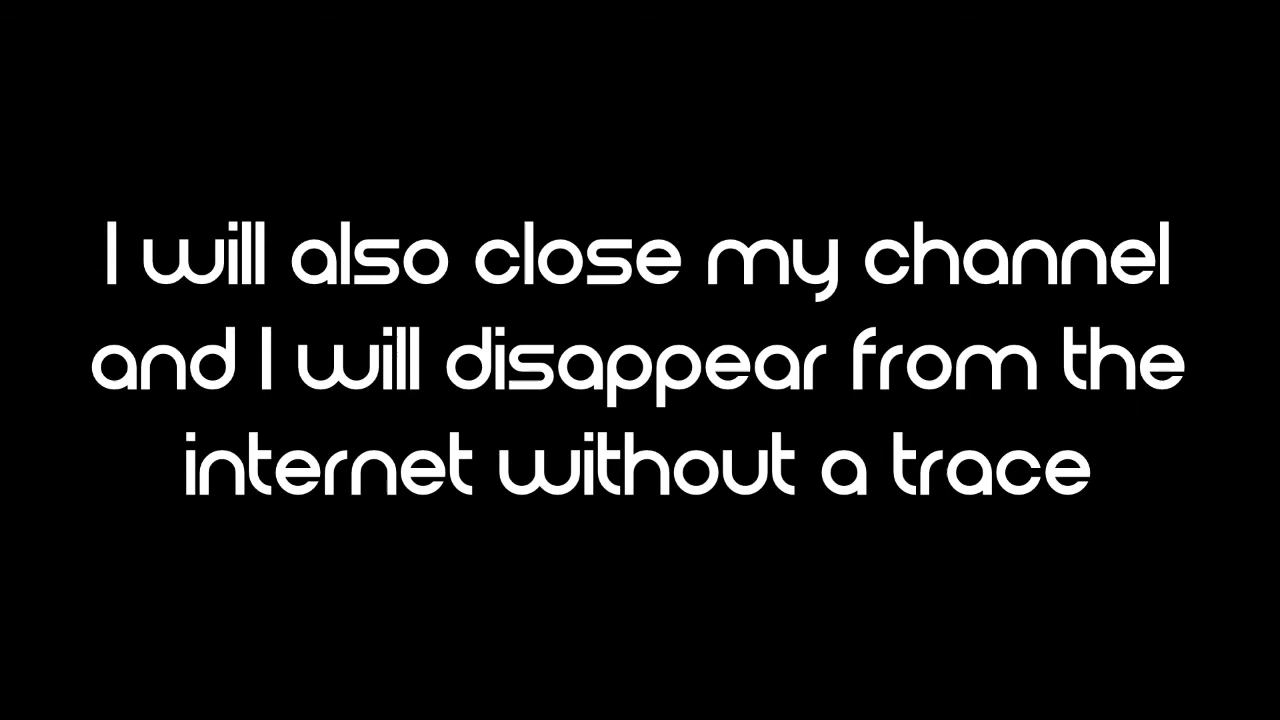 I will also close my channel
and I will disappear from the
internet without a trace